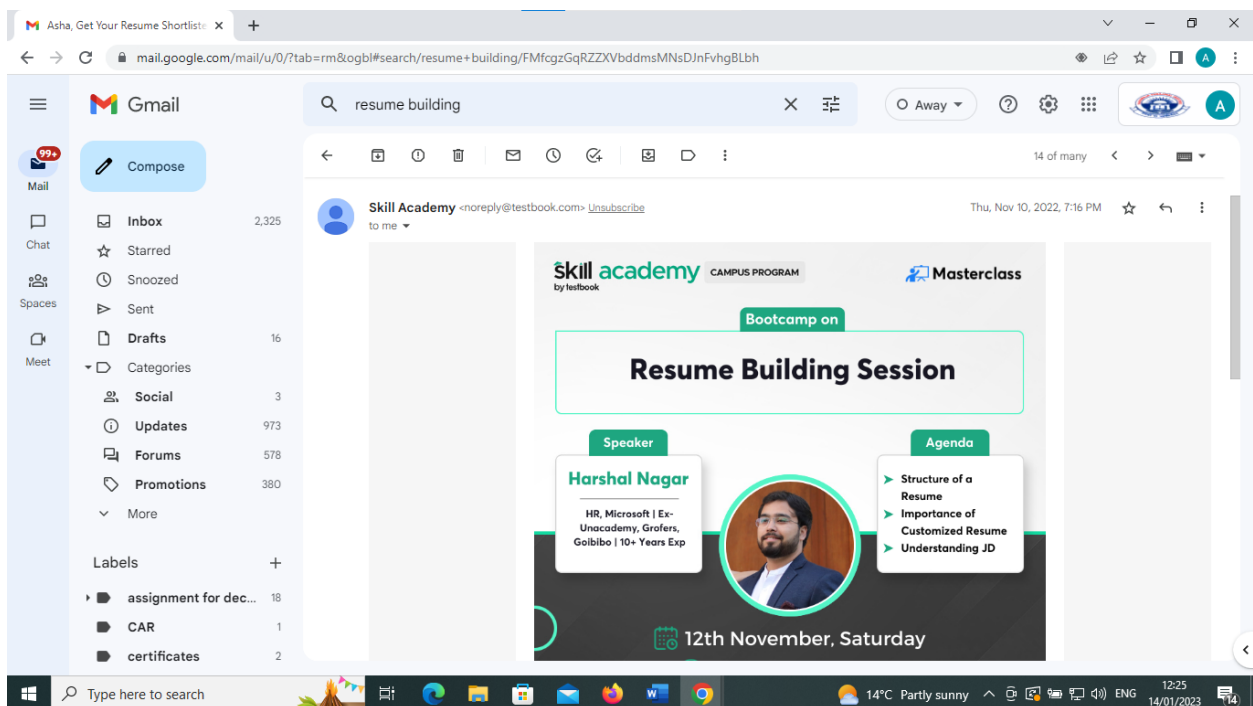 Asha, Get Your Resume Shortliste
mail.google.com/mail/u/0/?tab=rm&ogbl#search/resume+building/FMfcgzGqRZZXVbddmsMNsDJnFvhgBLbh
A
Gmail
resume building
Away
A
99+
Mail
Chat
Spaces
Meet
Compose
Inbox 2,325
Starred
Snoozed
Sent
Drafts 16
Categories
Social 3
Updates 973
Forums 578
Promotions 380
More
Labels
assignment for dec... 18
CAR 1
certificates 2
14 of many
Skill Academy <noreply@testbook.com> Unsubscribe
Thu, Nov 10, 2022, 7:16 PM
to me
Skill academy CAMPUS PROGRAM
by testbook
Masterclass
Bootcamp on
Resume Building Session
Speaker
Harshal Nagar
HR, Microsoft | Ex-
Unacademy, Grofers,
Goibibo | 10+ Years Exp
Agenda
Structure of a
Resume
Importance of
Customized Resume
Understanding JD
12th November, Saturday
Type here to search
14°C Partly sunny
ENG
12:25
14/01/2023
14